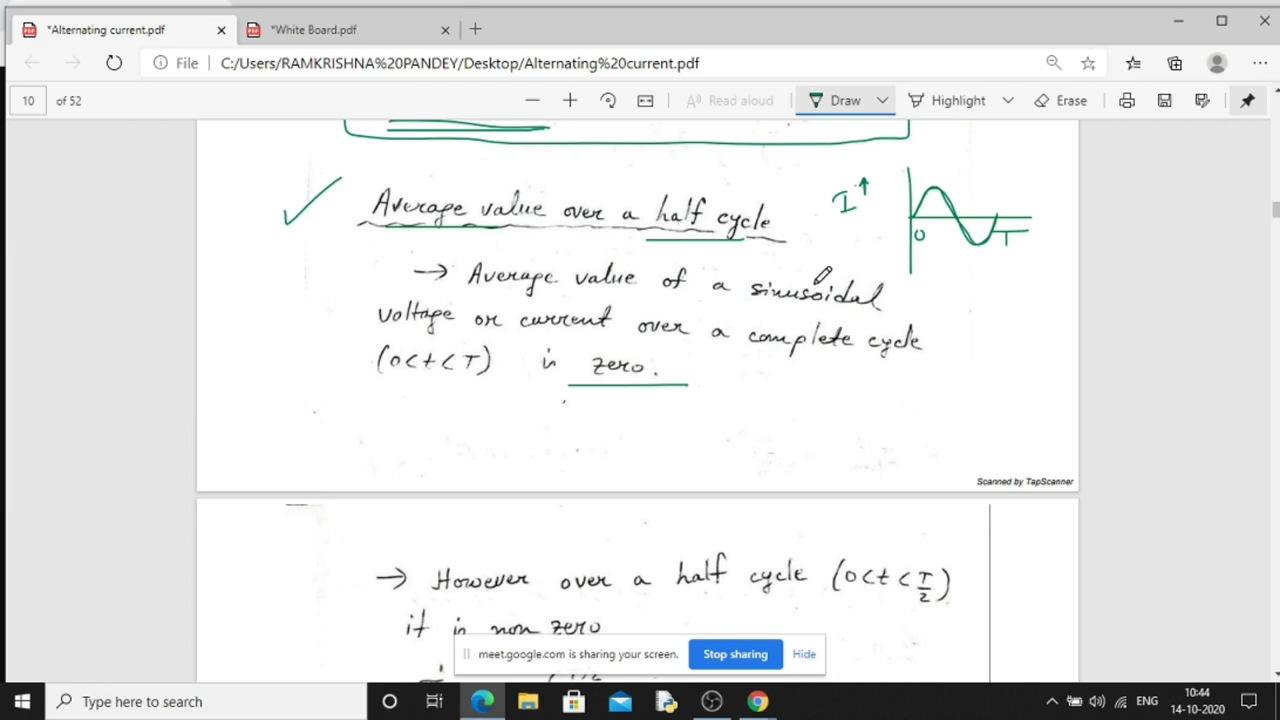 *Alternating current.pdf
*White Board.pdf
File
C:/Users/RAMKRISHNA%20PANDEY/Desktop/Alternating%20current.pdf
10 of 52
Read aloud
Draw
Highlight
Erase
Average value over a half cycle
I
0
T
→ Average value of a sinusoidal
voltage or current over a complete cycle
(0<t<T) is zero.
Scanned by TapScanner
→ However over a half cycle (0<t<T/2)
it is non zero
meet.google.com is sharing your screen.
Stop sharing
Hide
Type here to search
ENG
10:44
14-10-2020